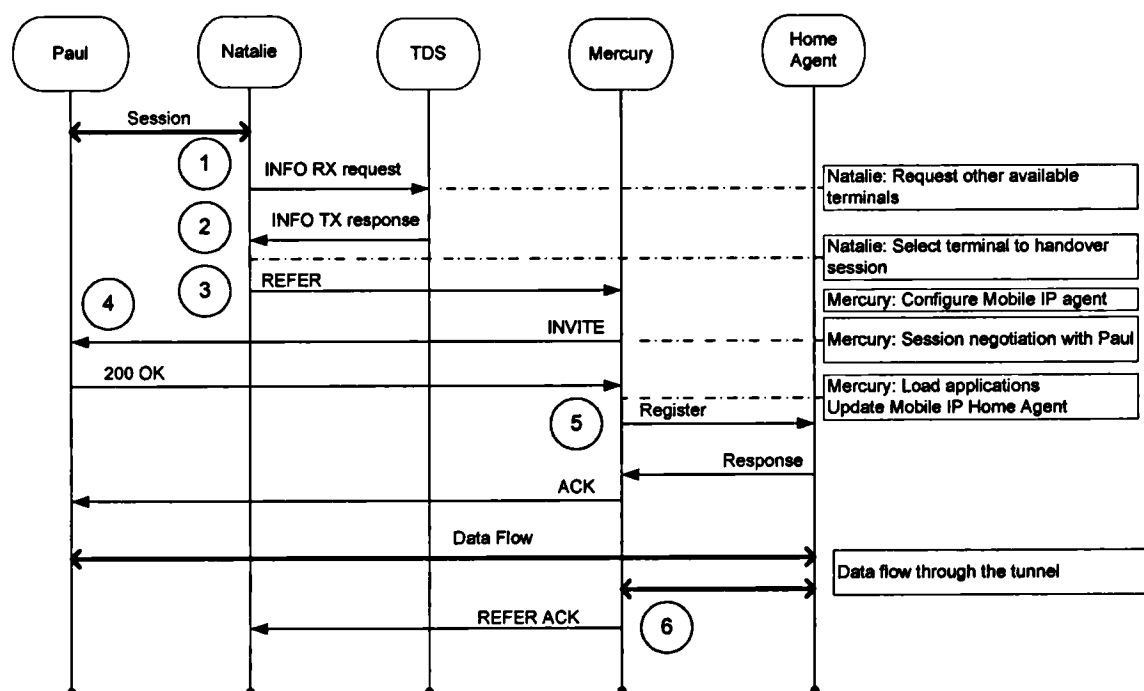 Paul
Natalie
TDS
Mercury
Home
Agent
Session
1
INFO RX request
Natalie: Request other available
terminals
2
INFO TX response
Natalie: Select terminal to handover
session
3
REFER
4
Mercury: Configure Mobile IP agent
INVITE
Mercury: Session negotiation with Paul
200 OK
Mercury: Load applications
Update Mobile IP Home Agent
5
Register
Response
ACK
Data Flow
Data flow through the tunnel
REFER ACK
6